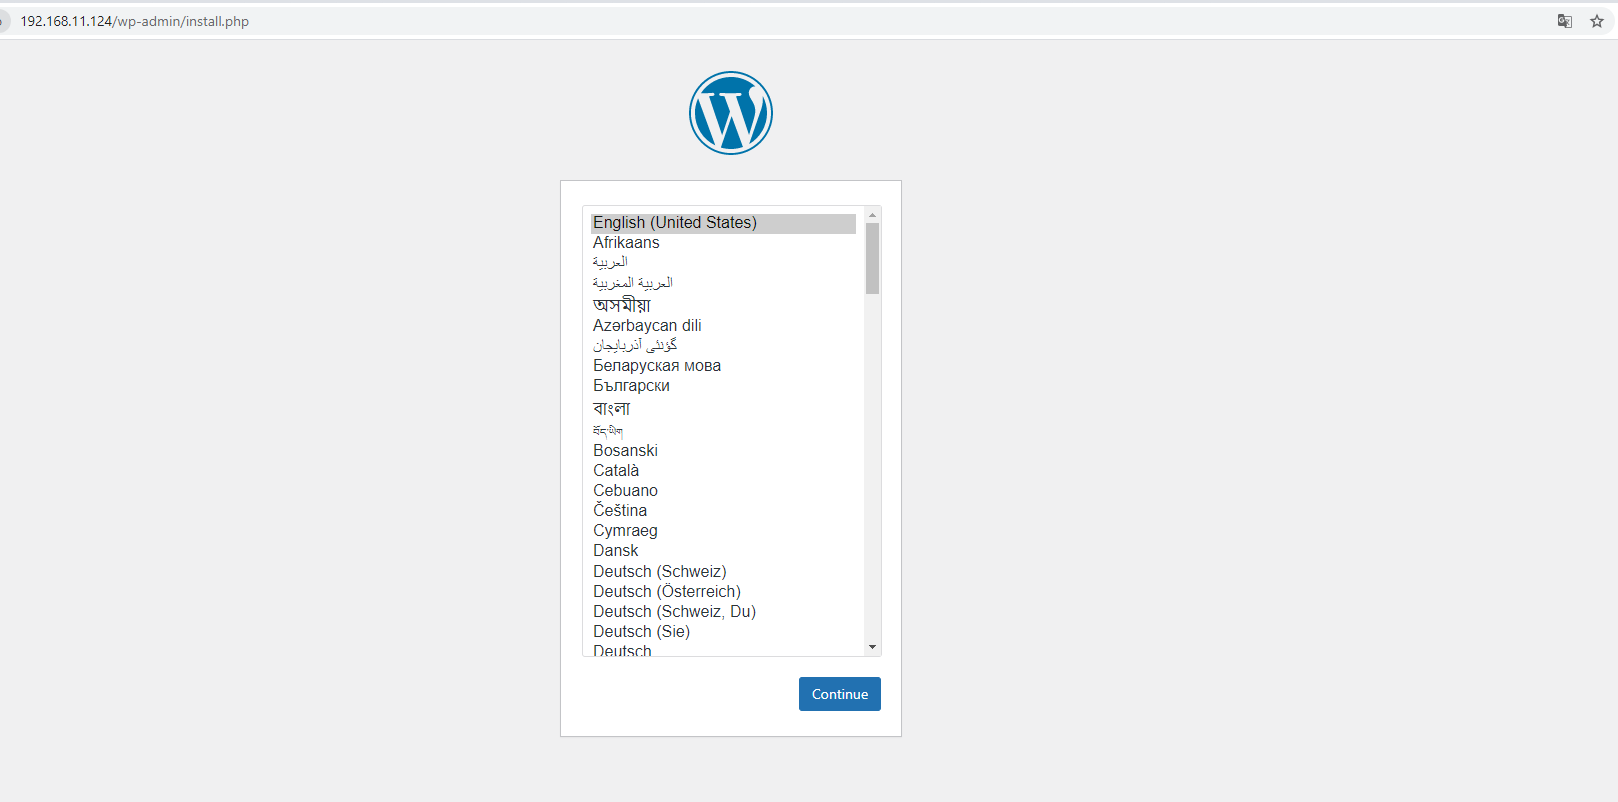 192.168.11.124/wp-admin/install.php
English (United States)
Afrikaans
العربية
العربية المغربية
অসমীয়া
Azərbaycan dili
گؤنئی آذربایجان
Беларуская мова
Български
বাংলা
བོད་ཡིག
Bosanski
Català
Cebuano
Čeština
Cymraeg
Dansk
Deutsch (Schweiz)
Deutsch (Österreich)
Deutsch (Schweiz, Du)
Deutsch (Sie)
Deutsch
Continue